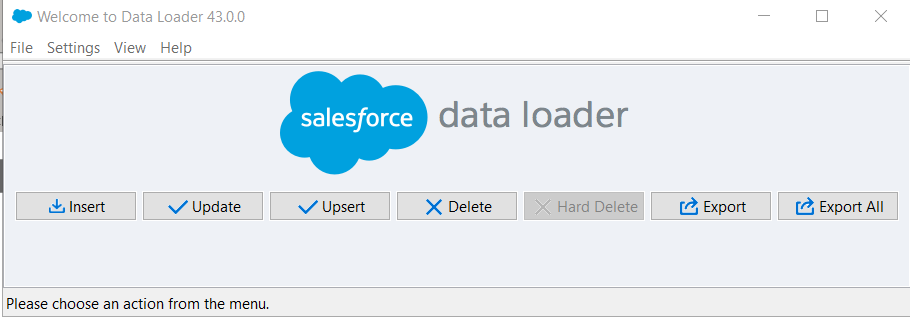 Welcome to Data Loader 43.0.0
File Settings View Help
salesforce data loader
Insert Update Upsert Delete Hard Delete Export Export All
Please choose an action from the menu.